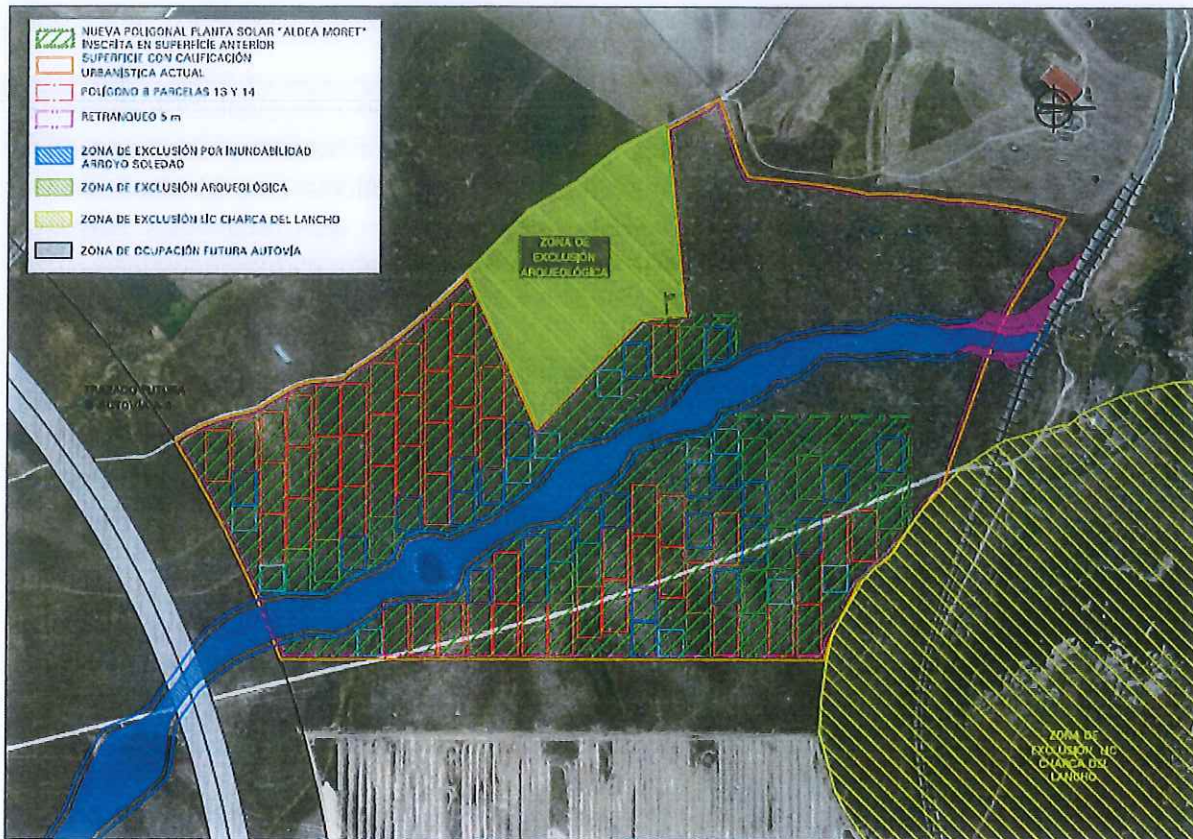 NUEVA POLIGONAL PLANTA SOLAR "ALDEA MORET"
INSCRITA EN SUPERFICIE ANTERIOR
SUPERFICIE CON CALIFICACIÓN
URBANÍSTICA ACTUAL
POLÍGONO 8 PARCELAS 13 Y 14
RETRANQUEO 5 m
ZONA DE EXCLUSIÓN POR INUNDABILIDAD
ARROYO SOLEDAD
ZONA DE EXCLUSIÓN ARQUEOLÓGICA
ZONA DE EXCLUSIÓN LIC CHARCA DEL LANCHO
ZONA DE OCUPACIÓN FUTURA AUTOVÍA
ZONA DE
EXCLUSIÓN
ARQUEOLÓGICA
TRAZADO FUTURA
AUTOVÍA
ZONA DE
EXCLUSIÓN LIC
CHARCA DEL
LANCHO